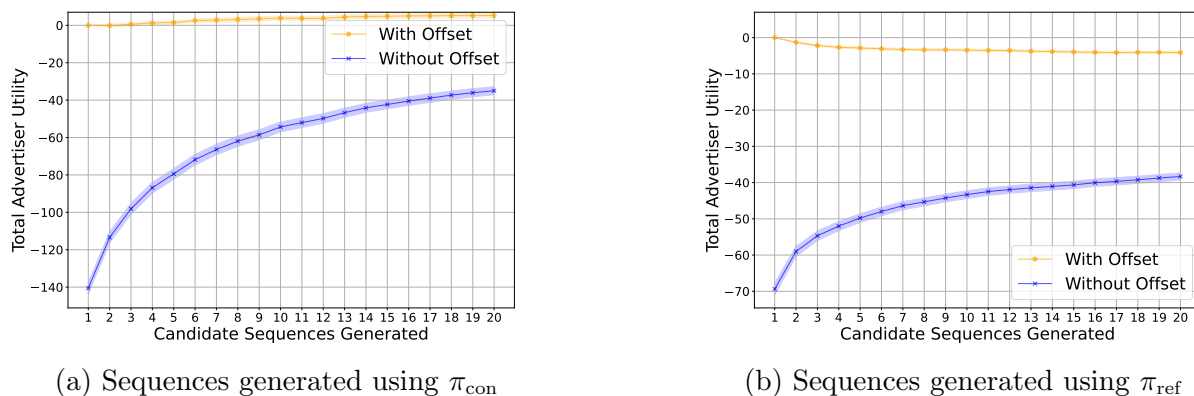 0
−20
−40
−60
−80
−100
−120
−140
Total Advertiser Utility
With Offset
Without Offset
1 2 3 4 5 6 7 8 9 10 11 12 13 14 15 16 17 18 19 20
Candidate Sequences Generated
(a) Sequences generated using π_con
0
−10
−20
−30
−40
−50
−60
−70
Total Advertiser Utility
With Offset
Without Offset
1 2 3 4 5 6 7 8 9 10 11 12 13 14 15 16 17 18 19 20
Candidate Sequences Generated
(b) Sequences generated using π_ref